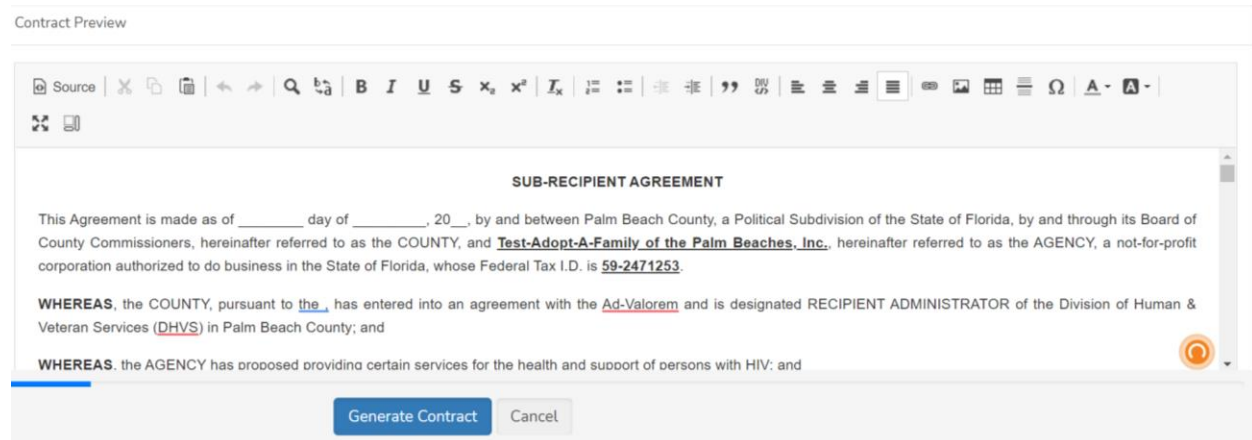 Contract Preview
Source
SUB-RECIPIENT AGREEMENT
This Agreement is made as of ________ day of _________, 20__, by and between Palm Beach County, a Political Subdivision of the State of Florida, by and through its Board of
County Commissioners, hereinafter referred to as the COUNTY, and Test-Adopt-A-Family of the Palm Beaches, Inc., hereinafter referred to as the AGENCY, a not-for-profit
corporation authorized to do business in the State of Florida, whose Federal Tax I.D. is 59-2471253.
WHEREAS, the COUNTY, pursuant to the , has entered into an agreement with the Ad-Valorem and is designated RECIPIENT ADMINISTRATOR of the Division of Human &
Veteran Services (DHVS) in Palm Beach County; and
WHEREAS, the AGENCY has proposed providing certain services for the health and support of persons with HIV; and
Generate Contract Cancel